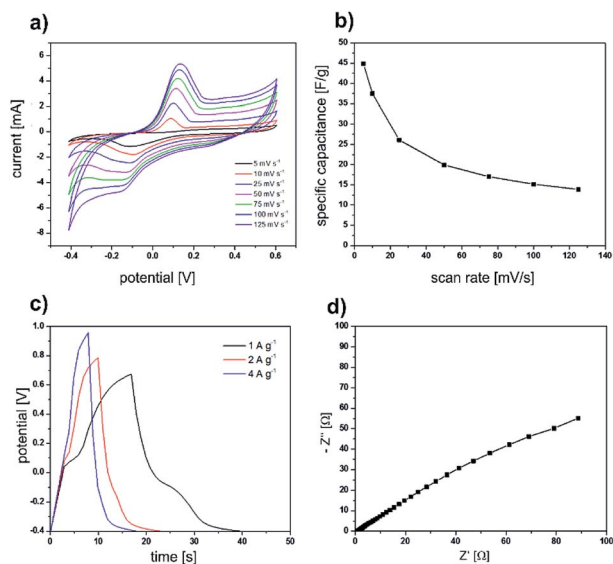 a)
current [mA]
6
4
2
0
-2
-4
-6
-8
-0.4
-0.2
0.0
0.2
0.4
0.6
potential [V]
5 mV s⁻¹
10 mV s⁻¹
25 mV s⁻¹
50 mV s⁻¹
75 mV s⁻¹
100 mV s⁻¹
125 mV s⁻¹
b)
specific capacitance [F/g]
50
45
40
35
30
25
20
15
10
5
0
0
20
40
60
80
100
120
140
scan rate [mV/s]
c)
potential [V]
1.0
0.8
0.6
0.4
0.2
0.0
-0.2
-0.4
0
10
20
30
40
50
time [s]
1 A g⁻¹
2 A g⁻¹
4 A g⁻¹
d)
- Z'' [Ω]
100
90
80
70
60
50
40
30
20
10
0
0
20
40
60
80
100
Z' [Ω]